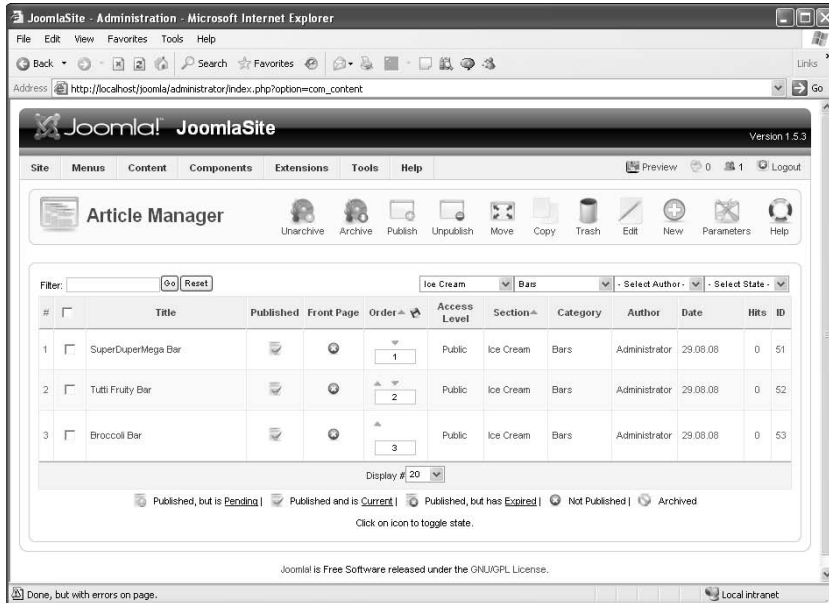 JoomlaSite - Administration - Microsoft Internet Explorer
File Edit View Favorites Tools Help
Back Search Favorites Links
Address http://localhost/joomla/administrator/index.php?option=com_content Go
Joomla! JoomlaSite
Version 1.5.3
Site Menus Content Components Extensions Tools Help Preview 0 1 Logout
Article Manager
Unarchive Archive Publish Unpublish Move Copy Trash Edit New Parameters Help
Filter: Go Reset Ice Cream Bars - Select Author - - Select State -
# Title Published Front Page Order Access Level Section Category Author Date Hits ID
1 SuperDuperMega Bar 1 Public Ice Cream Bars Administrator 29.08.08 0 51
2 Tutti Fruity Bar 2 Public Ice Cream Bars Administrator 29.08.08 0 52
3 Broccoli Bar 3 Public Ice Cream Bars Administrator 29.08.08 0 53
Display # 20
Published, but is Pending | Published and is Current | Published, but has Expired | Not Published | Archived
Click on icon to toggle state.
Joomla! is Free Software released under the GNU/GPL License.
Done, but with errors on page. Local intranet